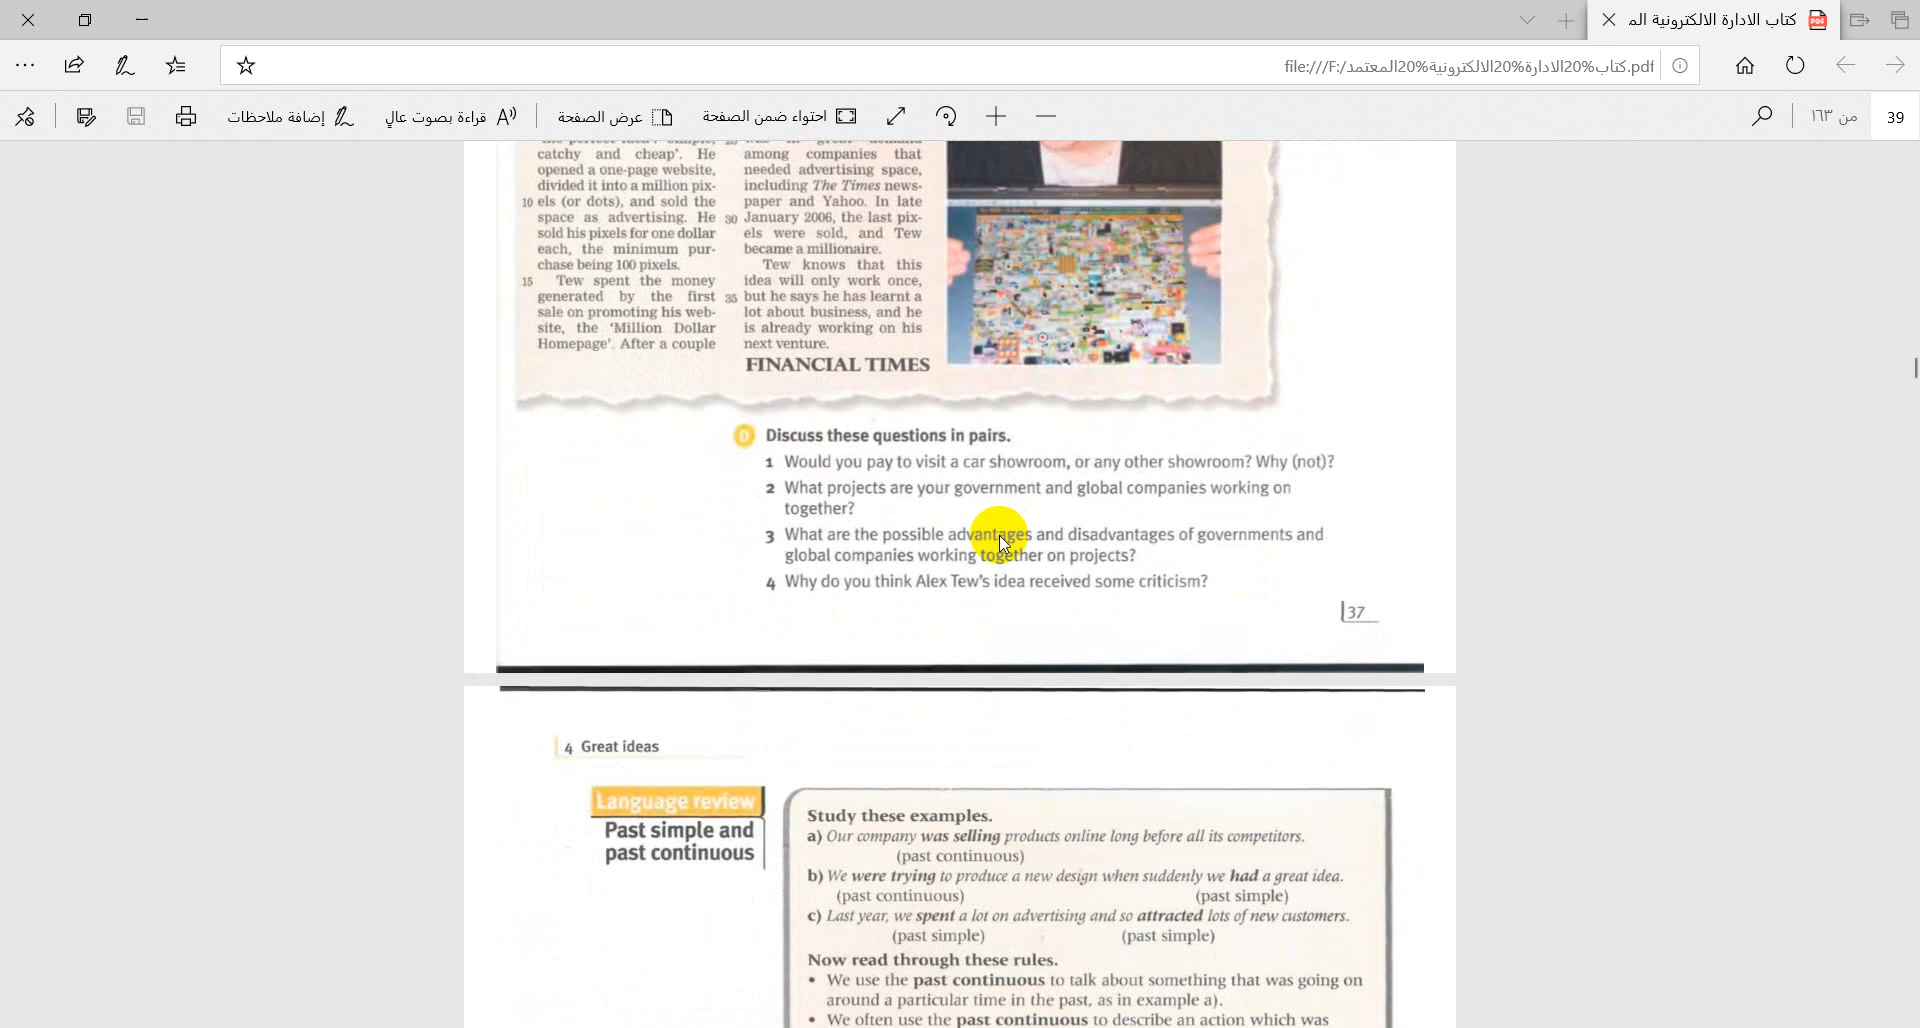 كتاب الادارة الالكترونية الم
file:///F:/كتاب%20الادارة%20الالكترونية%20المعتمد.pdf
39
من ١٦٣
احتواء ضمن الصفحة
عرض الصفحة
قراءة بصوت عالٍ
إضافة ملاحظات
catchy and cheap'. He
opened a one-page website,
divided it into a million pix-
10 els (or dots), and sold the
space as advertising. He
sold his pixels for one dollar
each, the minimum pur-
chase being 100 pixels.
15 Tew spent the money
generated by the first
sale on promoting his web-
site, the 'Million Dollar
Homepage'. After a couple
among companies that
needed advertising space,
including The Times news-
paper and Yahoo. In late
30 January 2006, the last pix-
els were sold, and Tew
became a millionaire.
Tew knows that this
idea will only work once,
35 but he says he has learnt a
lot about business, and he
is already working on his
next venture.
FINANCIAL TIMES
D Discuss these questions in pairs.
1 Would you pay to visit a car showroom, or any other showroom? Why (not)?
2 What projects are your government and global companies working on
together?
3 What are the possible advantages and disadvantages of governments and
global companies working together on projects?
4 Why do you think Alex Tew's idea received some criticism?
37
4 Great ideas
Language review
Past simple and
past continuous
Study these examples.
a) Our company was selling products online long before all its competitors.
(past continuous)
b) We were trying to produce a new design when suddenly we had a great idea.
(past continuous) (past simple)
c) Last year, we spent a lot on advertising and so attracted lots of new customers.
(past simple) (past simple)
Now read through these rules.
• We use the past continuous to talk about something that was going on
around a particular time in the past, as in example a).
• We often use the past continuous to describe an action which was